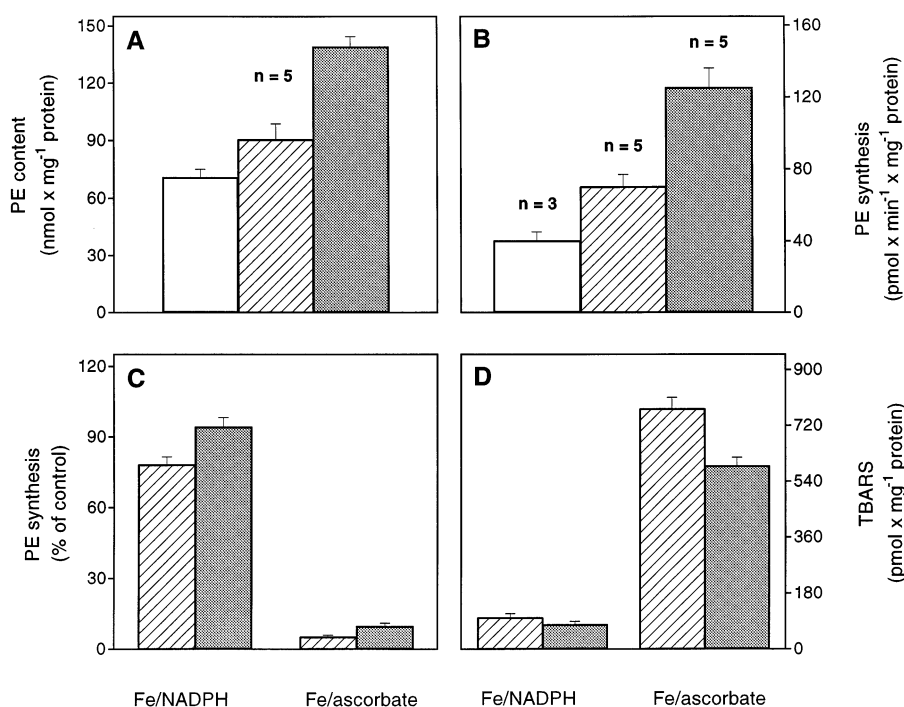 A
PE content
(nmol x mg⁻¹ protein)
150
120
90
60
30
0
n = 5
B
n = 3
n = 5
n = 5
160
120
80
40
0
PE synthesis
(pmol x min⁻¹ x mg⁻¹ protein)
C
PE synthesis
(% of control)
120
90
60
30
0
Fe/NADPH
Fe/ascorbate
D
900
720
540
360
180
0
TBARS
(pmol x mg⁻¹ protein)
Fe/NADPH
Fe/ascorbate